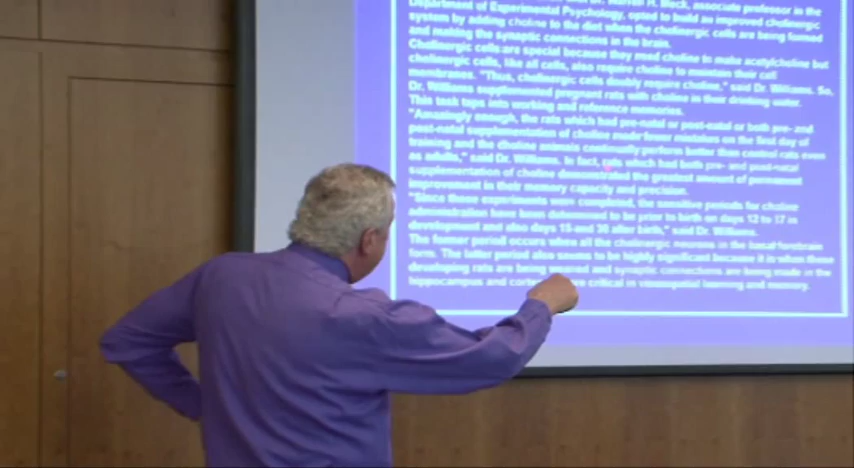 Department of Experimental Psychology, opted to build an improved cholinergic
system by adding choline to the diet when the cholinergic cells are being formed
and making the synaptic connections in the brain.
Cholinergic cells are special because they need choline to make acetylcholine but
cholinergic cells, like all cells, also require choline to maintain their cell
membranes. "Thus, cholinergic cells doubly require choline," said Dr. Williams. So,
Dr. Williams supplemented pregnant rats with choline in their drinking water.
This task taps into working and reference memories.
"Amazingly enough, the rats which had pre-natal or post-natal or both pre- and
post-natal supplementation of choline made fewer mistakes on the first day of
training and the choline animals continually perform better than control rats even
as adults," said Dr. Williams. In fact, rats which had both pre- and post-natal
supplementation of choline demonstrated the greatest amount of permanent
improvement in their memory capacity and precision.
"Since these experiments were completed, the sensitive periods for choline
administration have been determined to be prior to birth on days 12 to 17 in
development and also days 15 and 30 after birth," said Dr. Williams.
The former period occurs when all the cholinergic neurons in the basal forebrain
form. The latter period also seems to be highly significant because it is when these
developing rats are being and synaptic connections are being made in the
hippocampus and critical in visuospatial learning and memory.